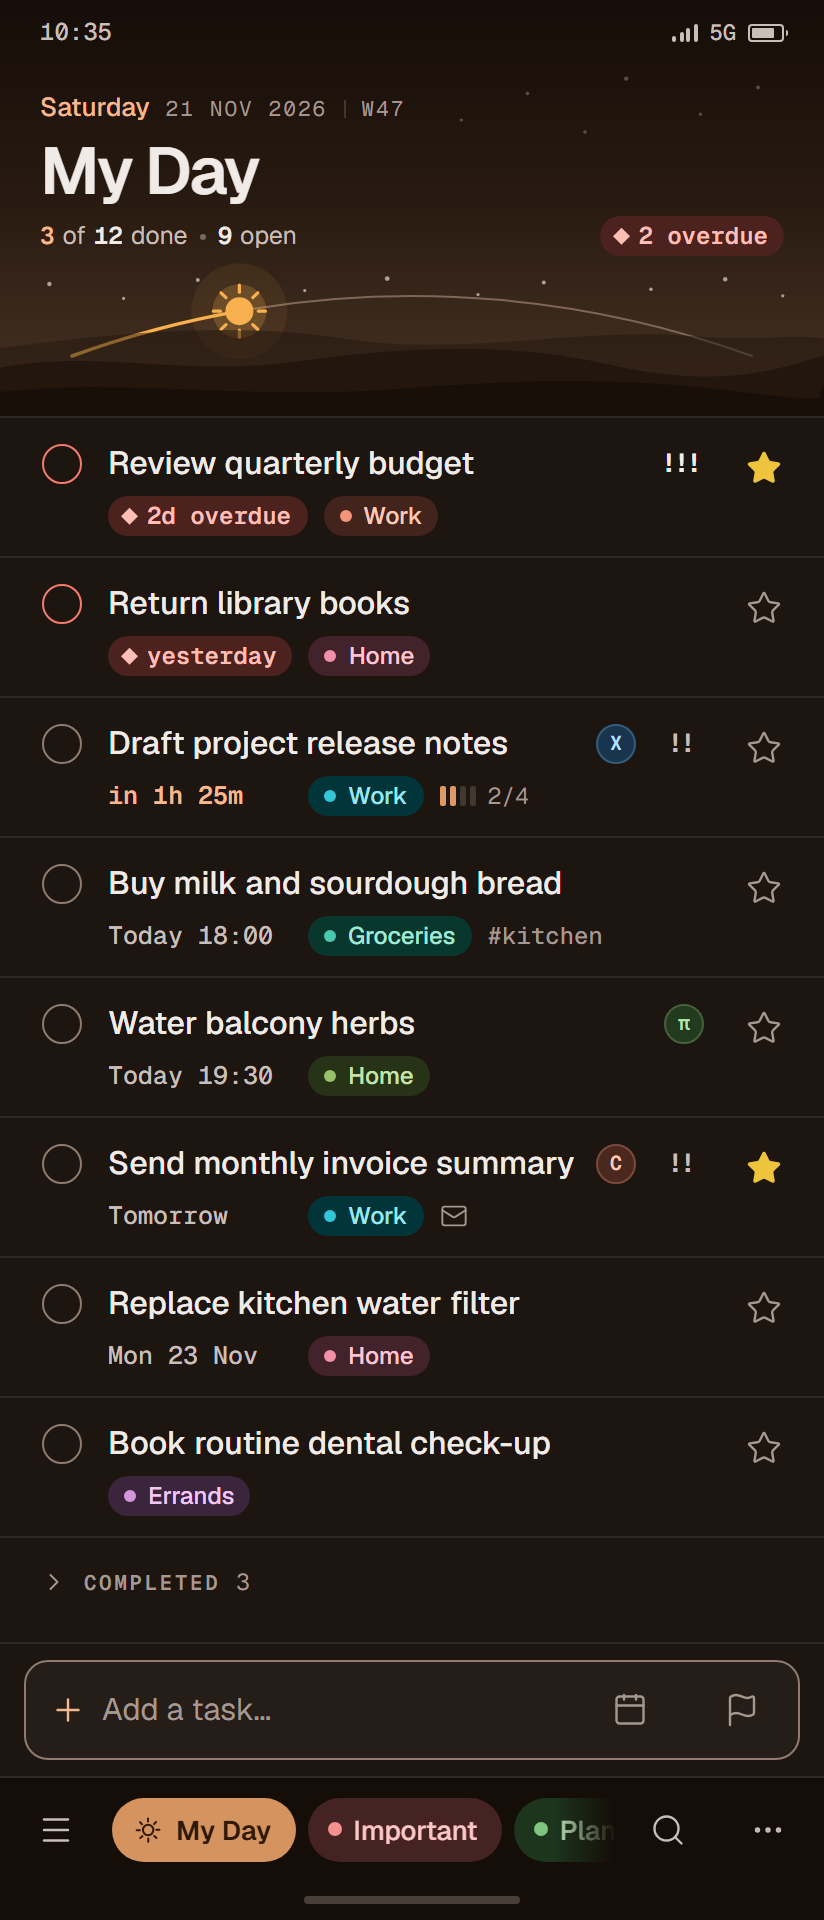 10:35 5G
Saturday 21 NOV 2026 | W47
My Day
3 of 12 done • 9 open
◆ 2 overdue
Review quarterly budget !!!
◆ 2d overdue Work
Return library books
◆ yesterday Home
Draft project release notes X !!
in 1h 25m Work 2/4
Buy milk and sourdough bread
Today 18:00 Groceries #kitchen
Water balcony herbs π
Today 19:30 Home
Send monthly invoice summary C !!
Tomorrow Work
Replace kitchen water filter
Mon 23 Nov Home
Book routine dental check-up
Errands
COMPLETED 3
Add a task...
My Day Important